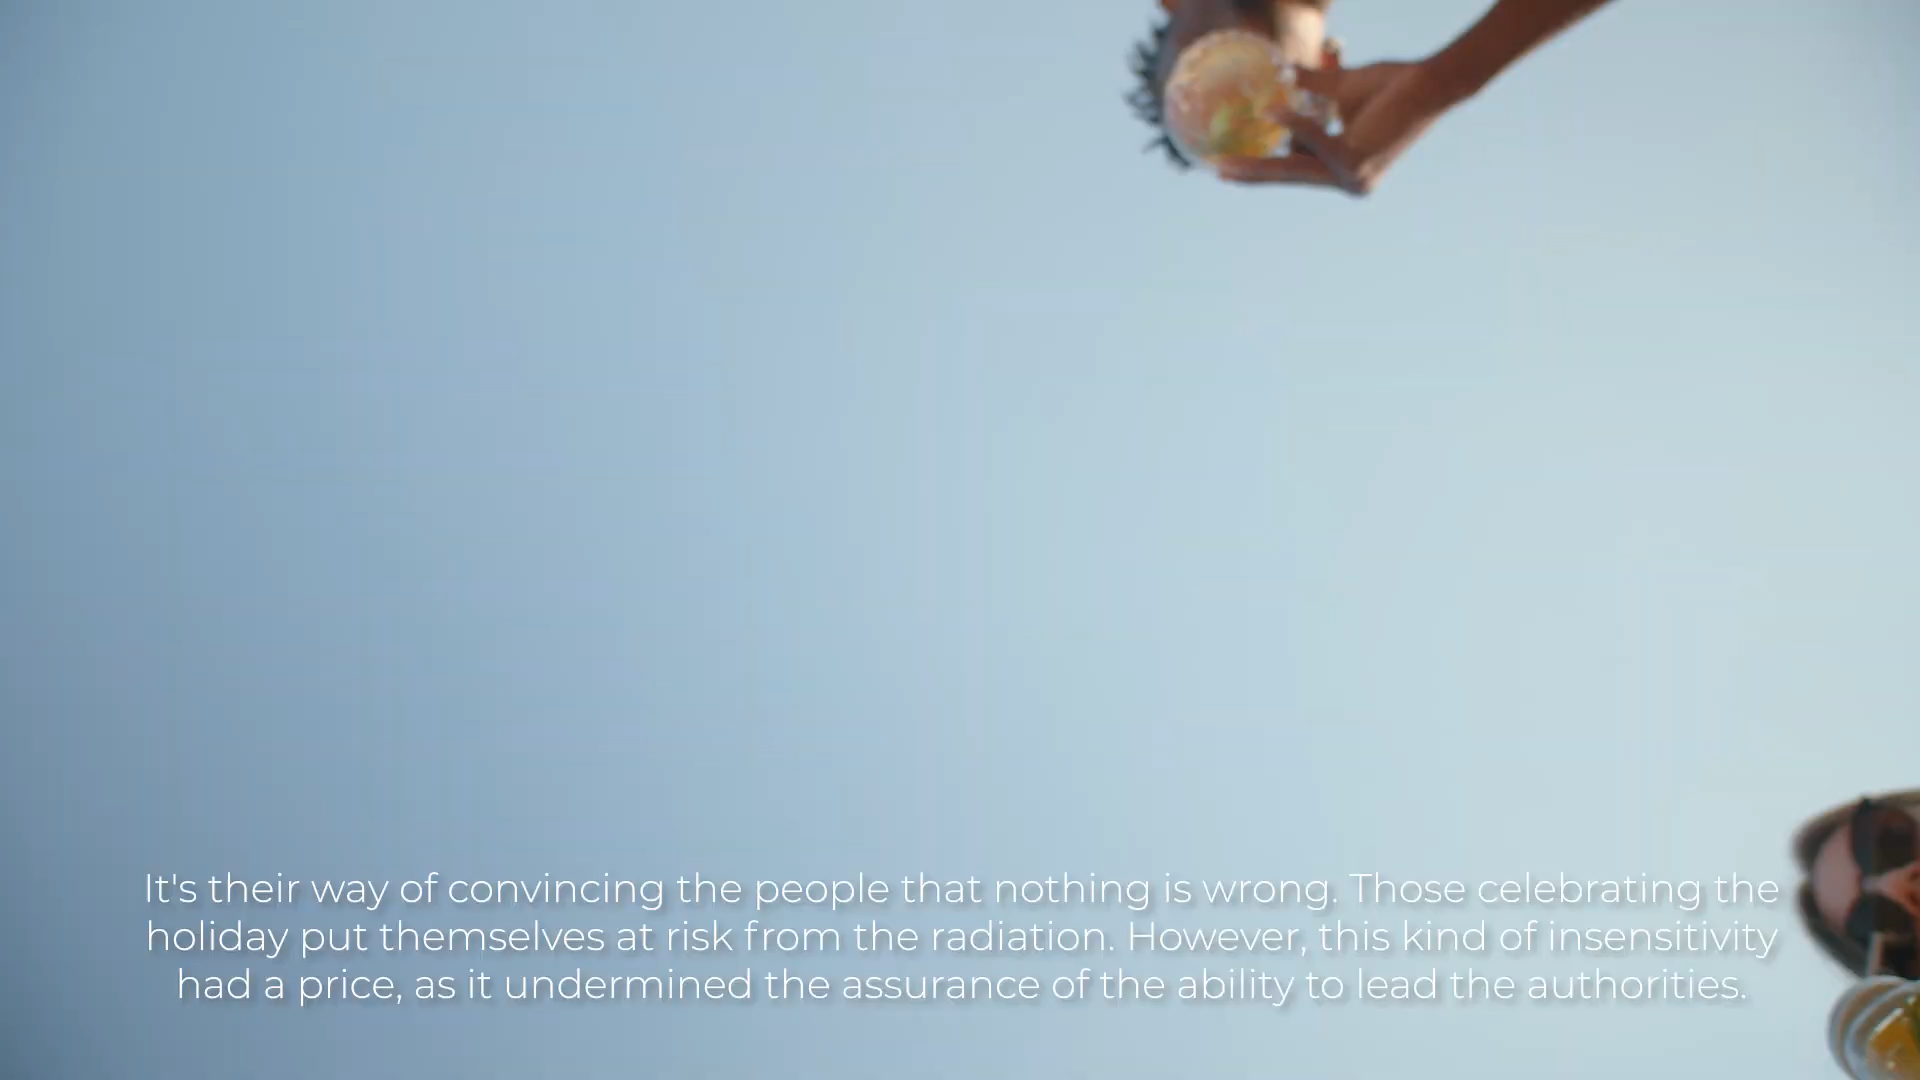 It's their way of convincing the people that nothing is wrong. Those celebrating the
holiday put themselves at risk from the radiation. However, this kind of insensitivity
had a price, as it undermined the assurance of the ability to lead the authorities.